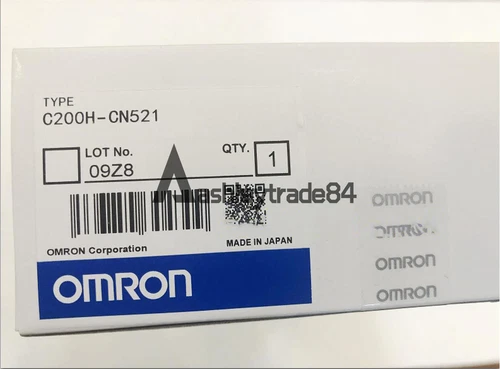 TYPE
C200H-CN521
LOT No.
09Z8
QTY.
1
OMRON Corporation
MADE IN JAPAN
OMRON
OMRON
OMRON
OMRON